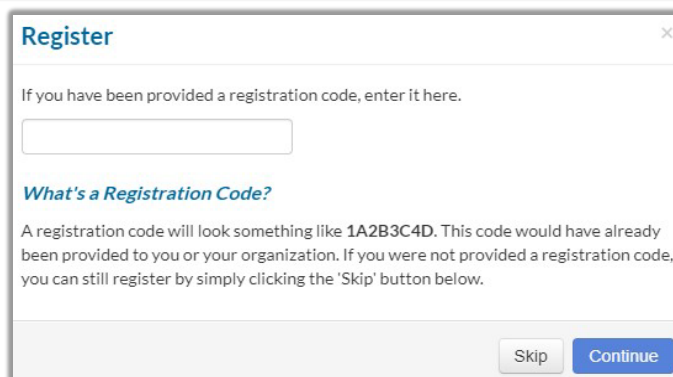 Register
×
If you have been provided a registration code, enter it here.
What's a Registration Code?
A registration code will look something like 1A2B3C4D. This code would have already
been provided to you or your organization. If you were not provided a registration code,
you can still register by simply clicking the 'Skip' button below.
Skip Continue